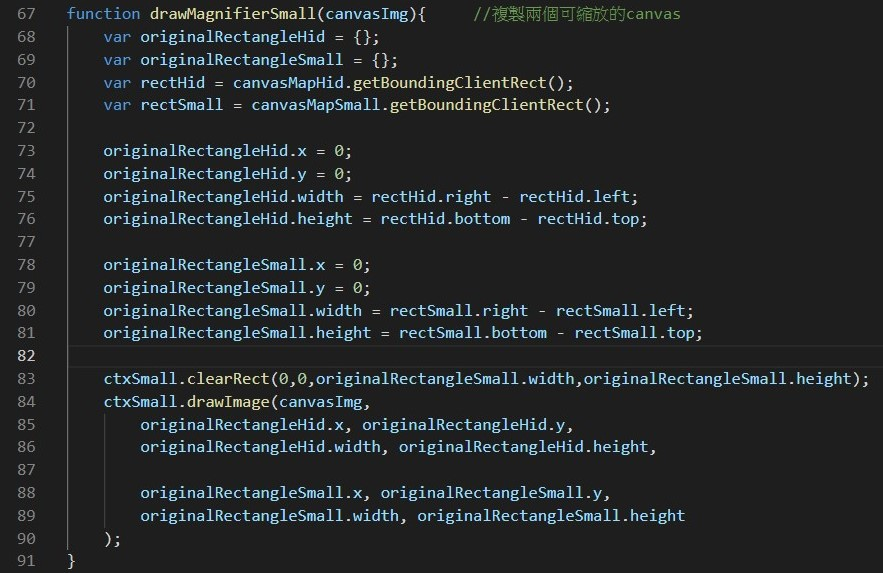 67 function drawMagnifierSmall(canvasImg){ //複製兩個可縮放的canvas
68 var originalRectangleHid = {};
69 var originalRectangleSmall = {};
70 var rectHid = canvasMapHid.getBoundingClientRect();
71 var rectSmall = canvasMapSmall.getBoundingClientRect();
72
73 originalRectangleHid.x = 0;
74 originalRectangleHid.y = 0;
75 originalRectangleHid.width = rectHid.right - rectHid.left;
76 originalRectangleHid.height = rectHid.bottom - rectHid.top;
77
78 originalRectangleSmall.x = 0;
79 originalRectangleSmall.y = 0;
80 originalRectangleSmall.width = rectSmall.right - rectSmall.left;
81 originalRectangleSmall.height = rectSmall.bottom - rectSmall.top;
82
83 ctxSmall.clearRect(0,0,originalRectangleSmall.width,originalRectangleSmall.height);
84 ctxSmall.drawImage(canvasImg,
85 originalRectangleHid.x, originalRectangleHid.y,
86 originalRectangleHid.width, originalRectangleHid.height,
87
88 originalRectangleSmall.x, originalRectangleSmall.y,
89 originalRectangleSmall.width, originalRectangleSmall.height
90 );
91 }